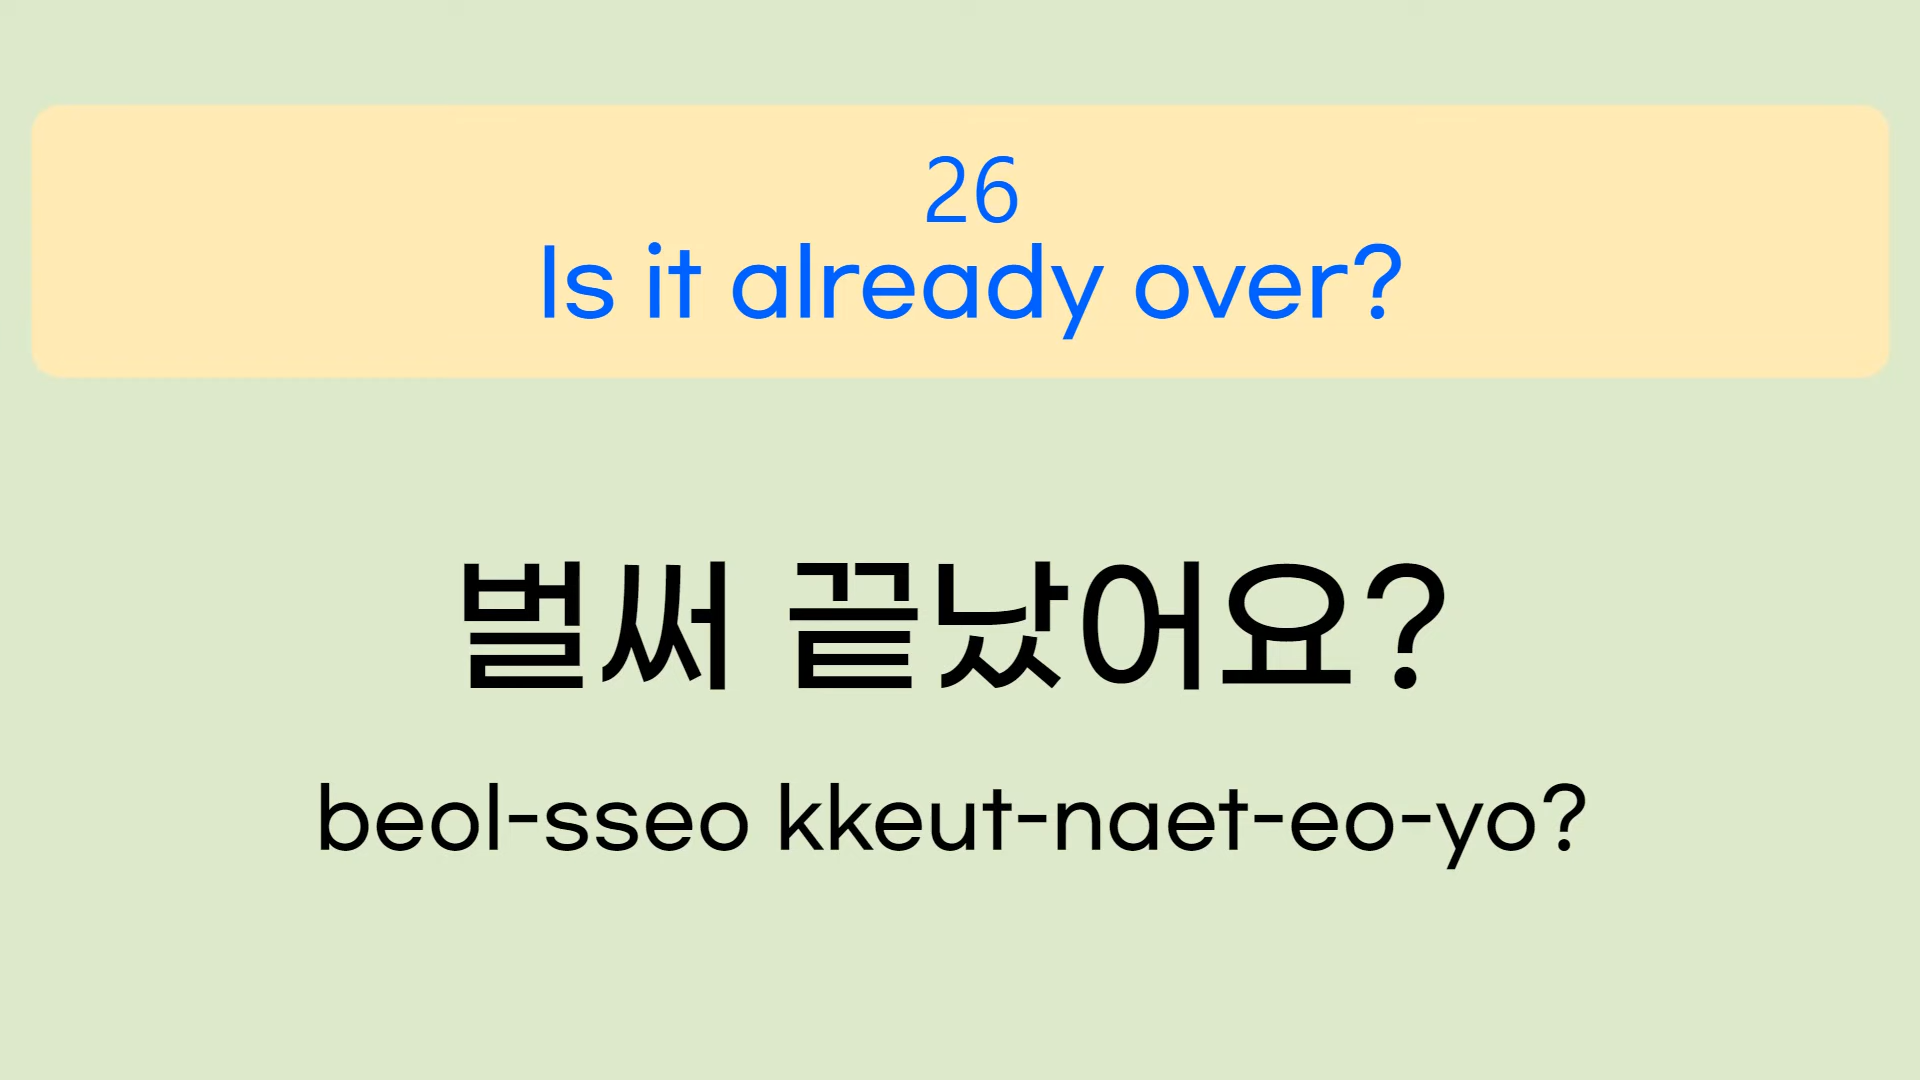 26
Is it already over?
벌써 끝났어요?
beol-sseo kkeut-naet-eo-yo?